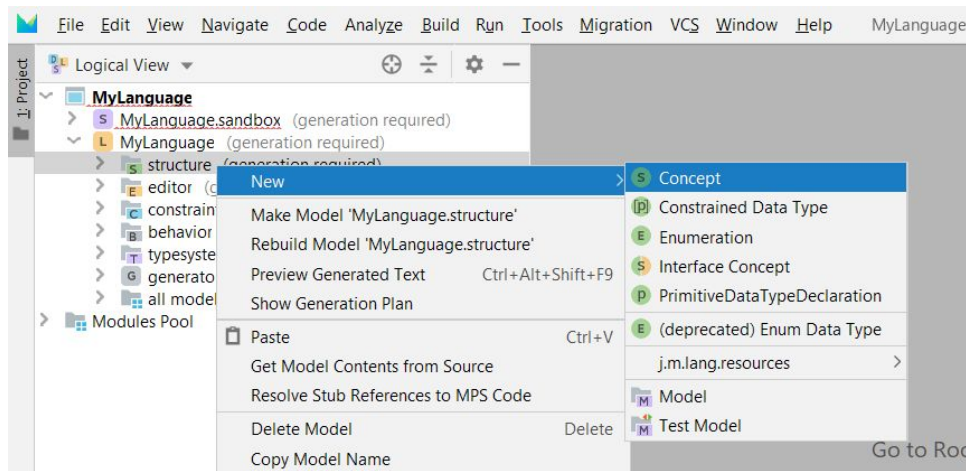 File Edit View Navigate Code Analyze Build Run Tools Migration VCS Window Help MyLanguage
1: Project
Logical View
MyLanguage
S MyLanguage.sandbox (generation required)
L MyLanguage (generation required)
S structure (generation required)
E editor (g
C constrain
B behavior
T typesyste
G generato
all model
Modules Pool
New
Make Model 'MyLanguage.structure'
Rebuild Model 'MyLanguage.structure'
Preview Generated Text Ctrl+Alt+Shift+F9
Show Generation Plan
Paste Ctrl+V
Get Model Contents from Source
Resolve Stub References to MPS Code
Delete Model Delete
Copy Model Name
S Concept
[p] Constrained Data Type
E Enumeration
S Interface Concept
p PrimitiveDataTypeDeclaration
E (deprecated) Enum Data Type
j.m.lang.resources
M Model
M Test Model
Go to Roo